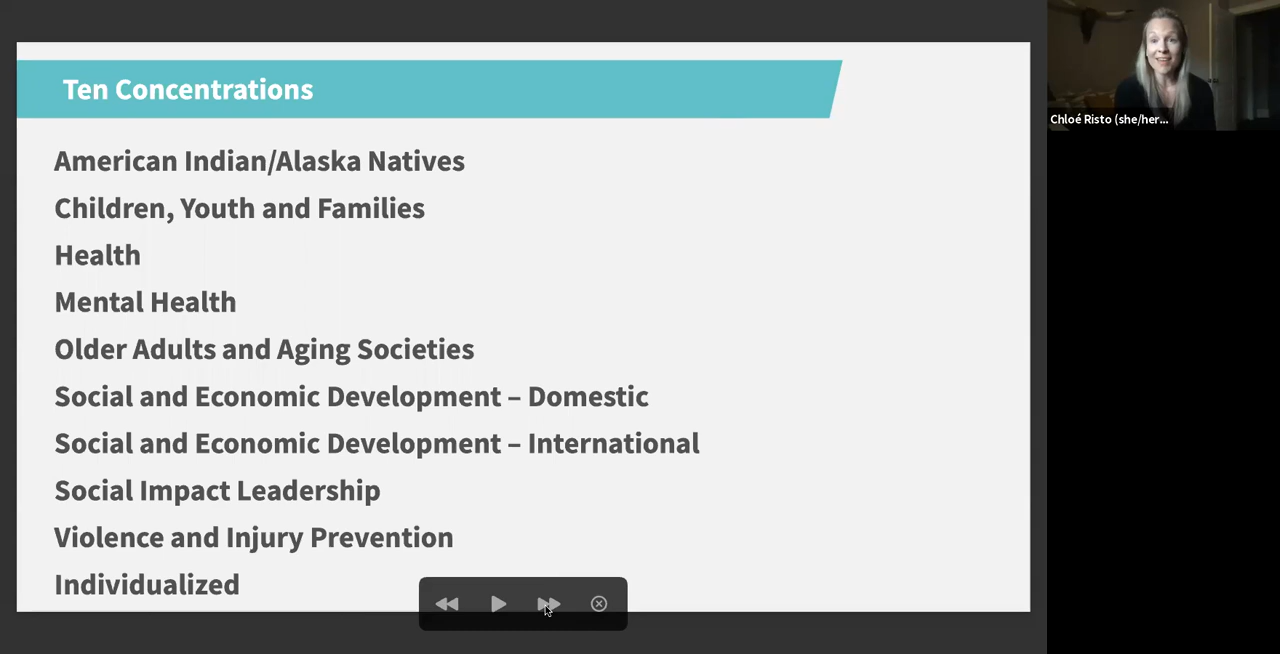 Ten Concentrations
American Indian/Alaska Natives
Children, Youth and Families
Health
Mental Health
Older Adults and Aging Societies
Social and Economic Development – Domestic
Social and Economic Development – International
Social Impact Leadership
Violence and Injury Prevention
Individualized
Chloé Risto (she/her...